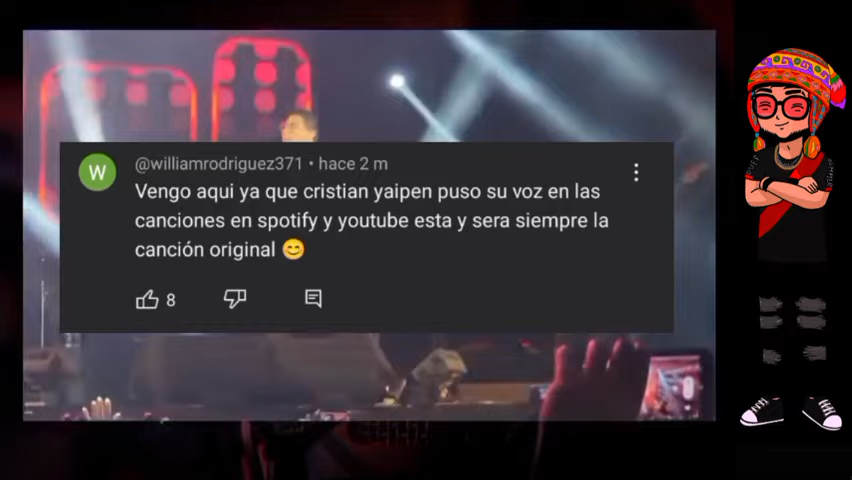 W
@williamrodriguez371 • hace 2 m
Vengo aqui ya que cristian yaipen puso su voz en las
canciones en spotify y youtube esta y sera siempre la
canción original 😊
8